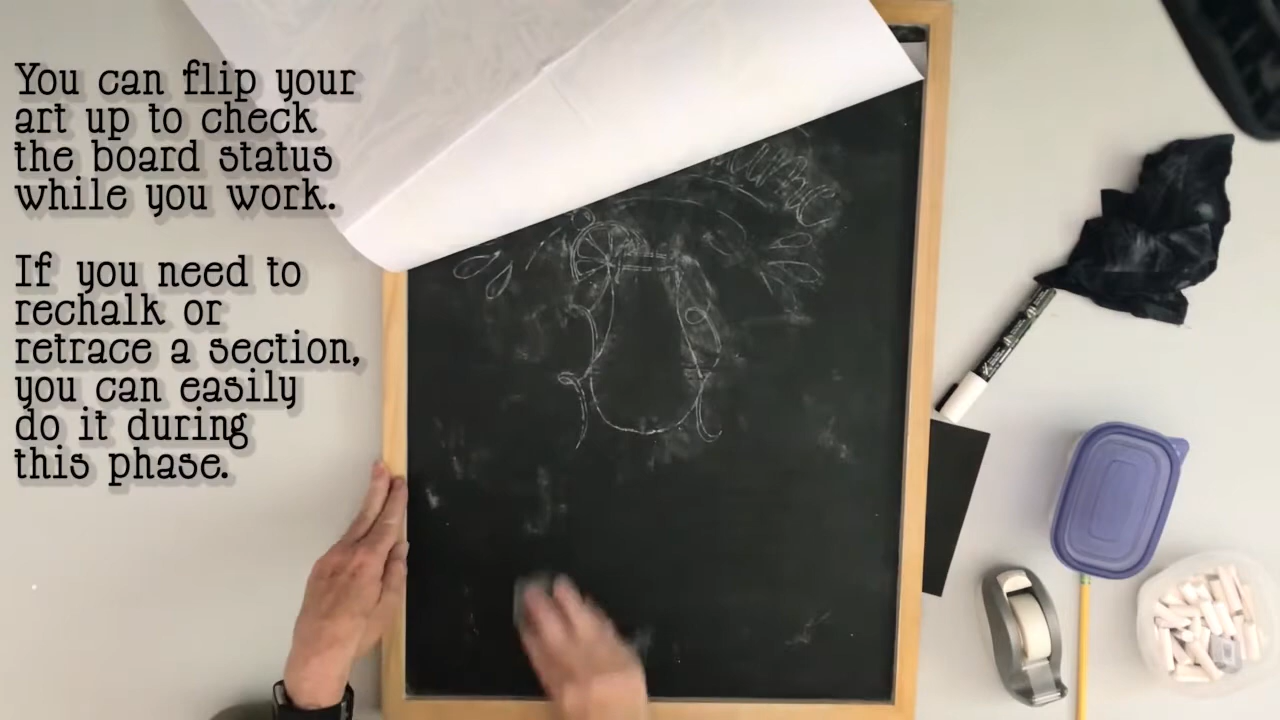 You can flip your
art up to check
the board status
while you work.
If you need to
rechalk or
retrace a section,
you can easily
do it during
this phase.